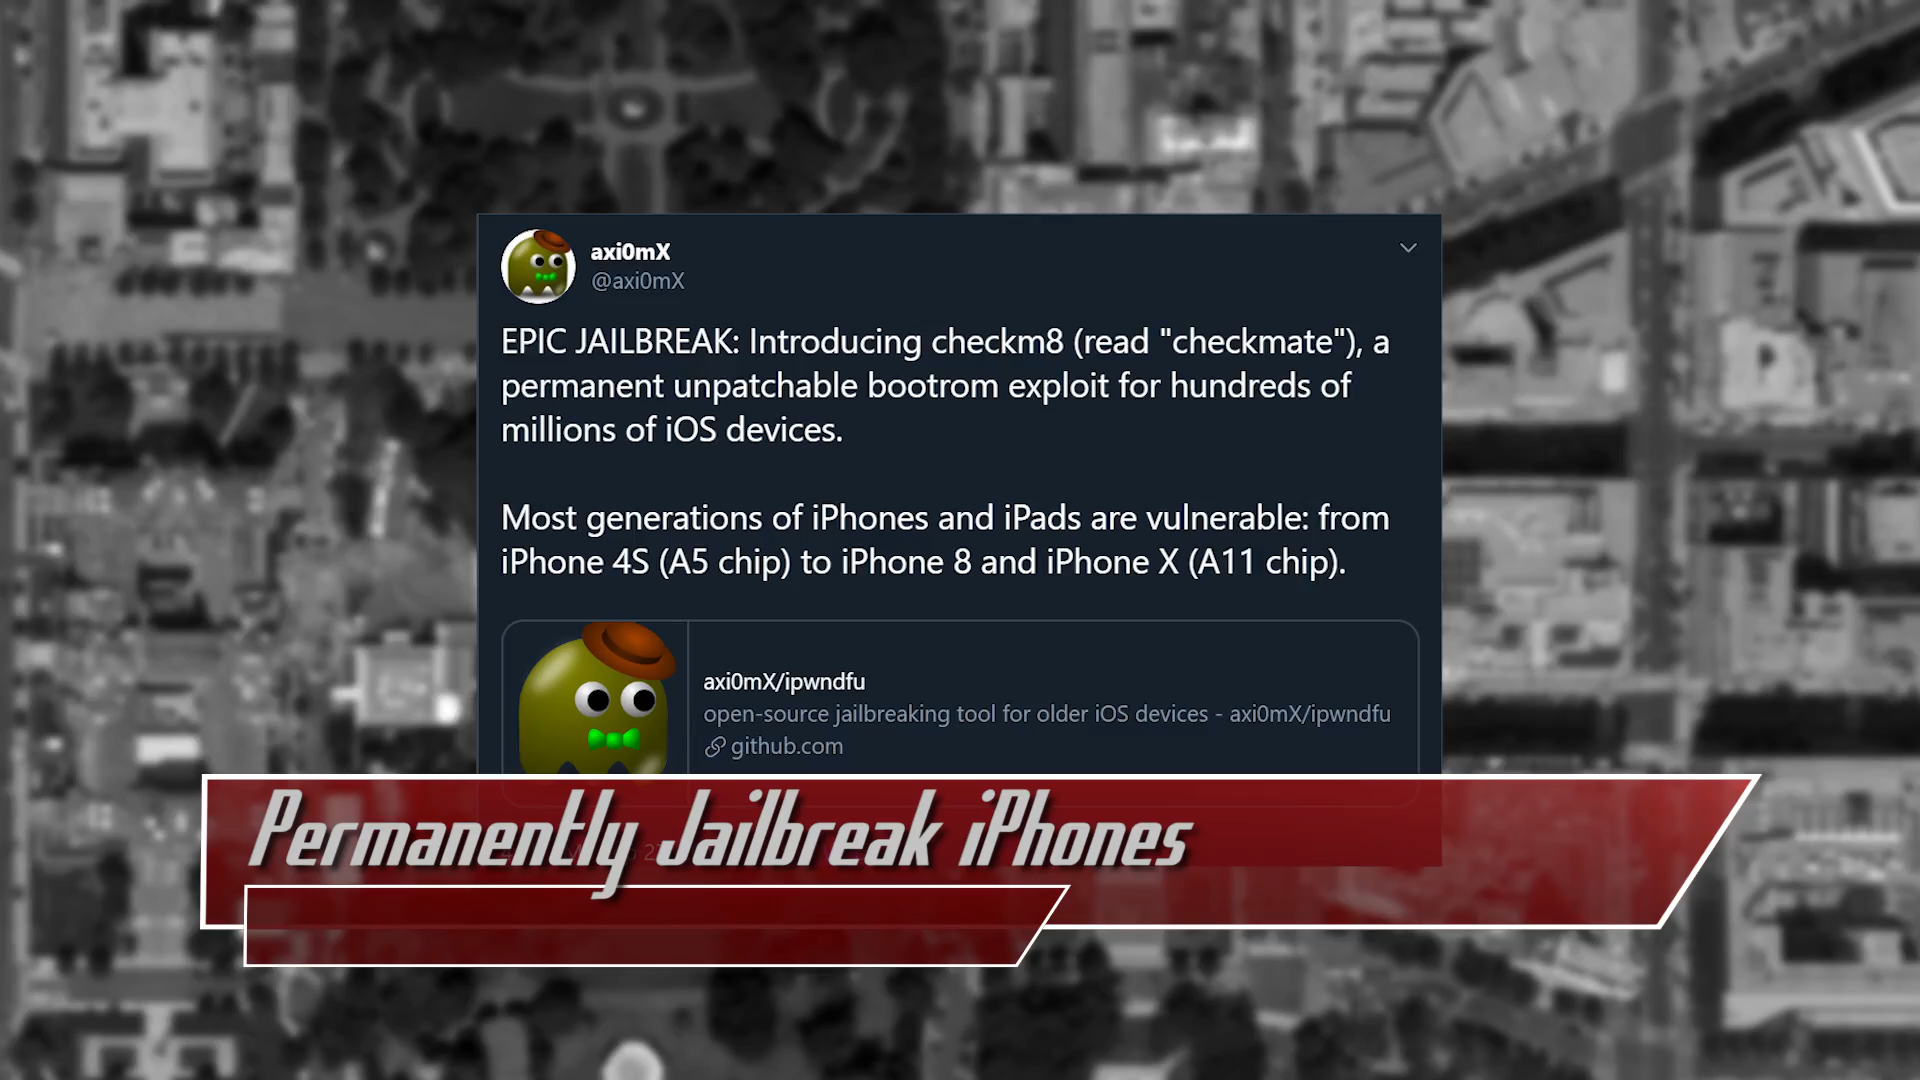 axi0mX
@axi0mX
EPIC JAILBREAK: Introducing checkm8 (read "checkmate"), a
permanent unpatchable bootrom exploit for hundreds of
millions of iOS devices.
Most generations of iPhones and iPads are vulnerable: from
iPhone 4S (A5 chip) to iPhone 8 and iPhone X (A11 chip).
axi0mX/ipwndfu
open-source jailbreaking tool for older iOS devices - axi0mX/ipwndfu
github.com
Permanently Jailbreak iPhones